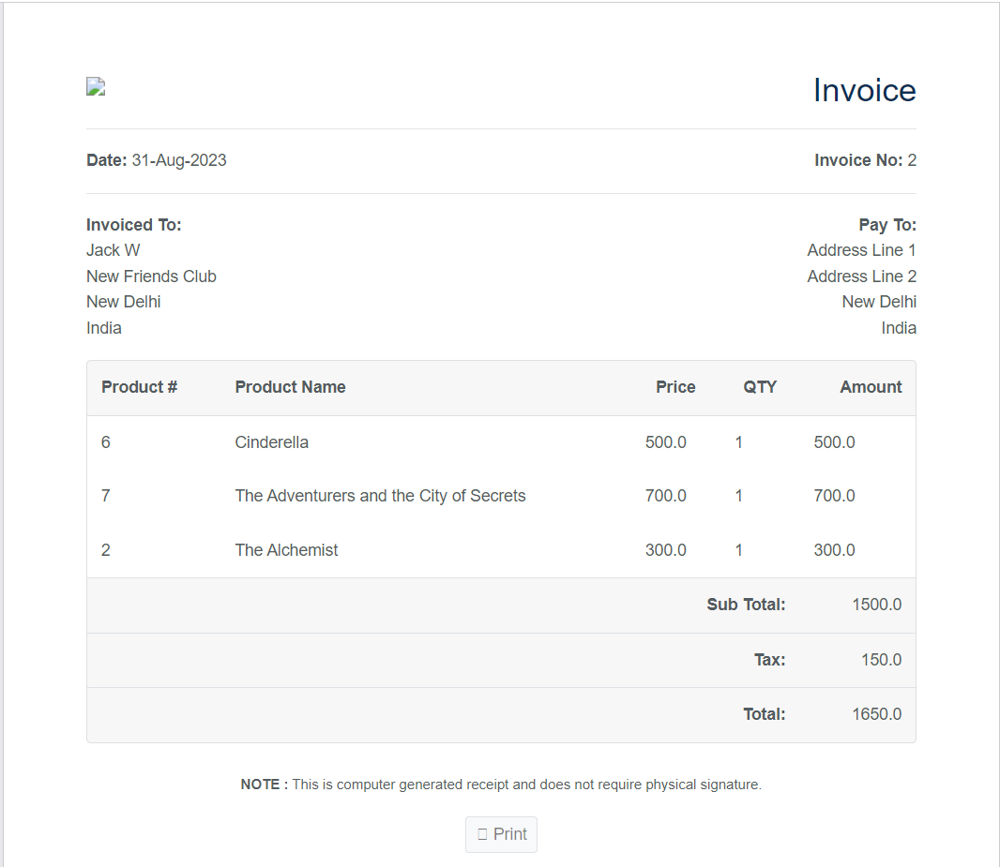 Invoice
Date: 31-Aug-2023 Invoice No: 2
Invoiced To: Pay To:
Jack W Address Line 1
New Friends Club Address Line 2
New Delhi New Delhi
India India
Product # Product Name Price QTY Amount
6 Cinderella 500.0 1 500.0
7 The Adventurers and the City of Secrets 700.0 1 700.0
2 The Alchemist 300.0 1 300.0
Sub Total: 1500.0
Tax: 150.0
Total: 1650.0
NOTE : This is computer generated receipt and does not require physical signature.
Print